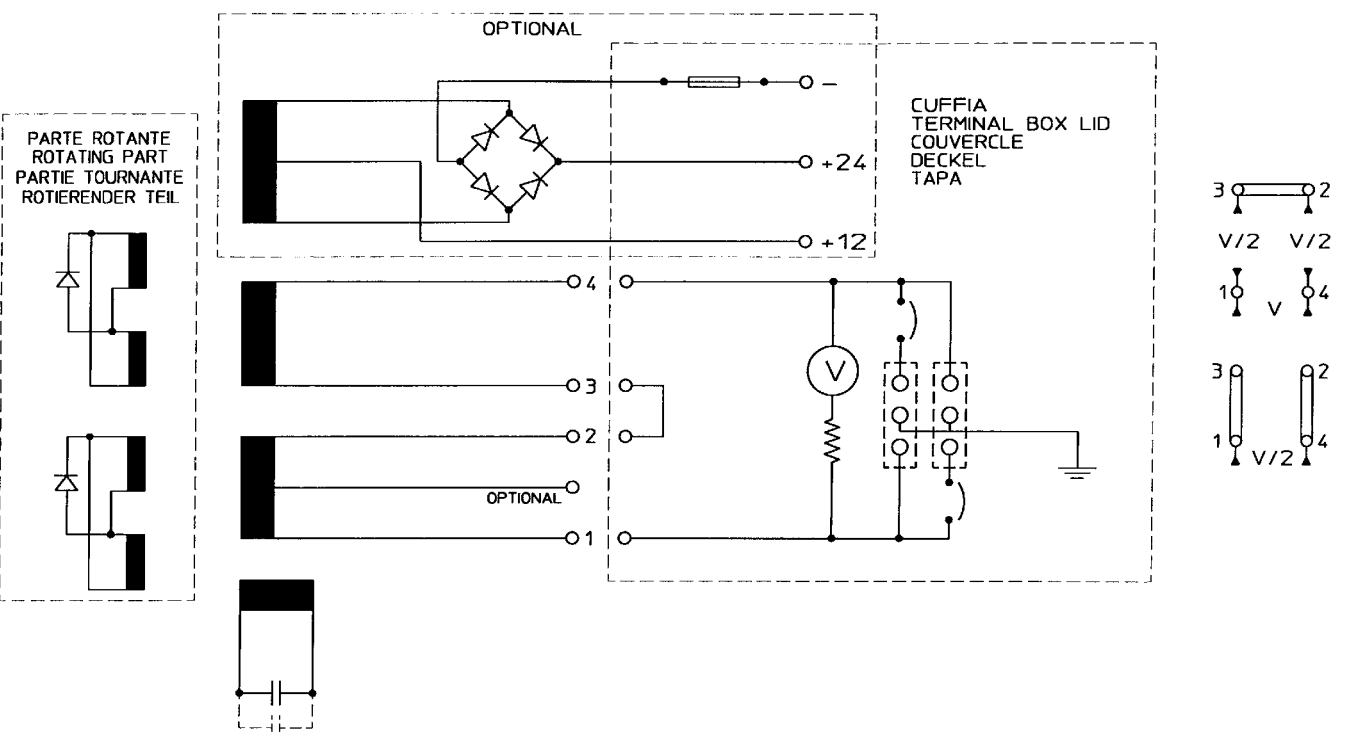 OPTIONAL
PARTE ROTANTE
ROTATING PART
PARTIE TOURNANTE
ROTIERENDER TEIL
CUFFIA
TERMINAL BOX LID
COUVERCLE
DECKEL
TAPA
-
+24
+12
4
3
2
OPTIONAL
1
V
3 2
V/2 V/2
1 4
V
3 2
1 4
V/2